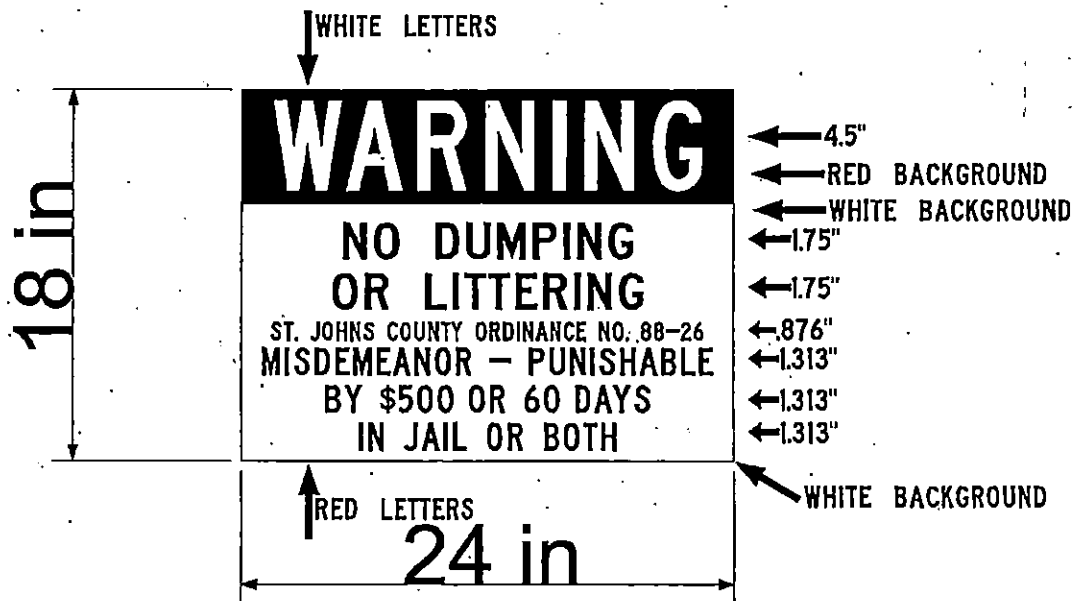 WHITE LETTERS
WARNING
4.5"
RED BACKGROUND
WHITE BACKGROUND
18 in
NO DUMPING
1.75"
OR LITTERING
1.75"
ST. JOHNS COUNTY ORDINANCE NO. 88-26
.876"
MISDEMEANOR – PUNISHABLE
1.313"
BY $500 OR 60 DAYS
1.313"
IN JAIL OR BOTH
1.313"
WHITE BACKGROUND
RED LETTERS
24 in